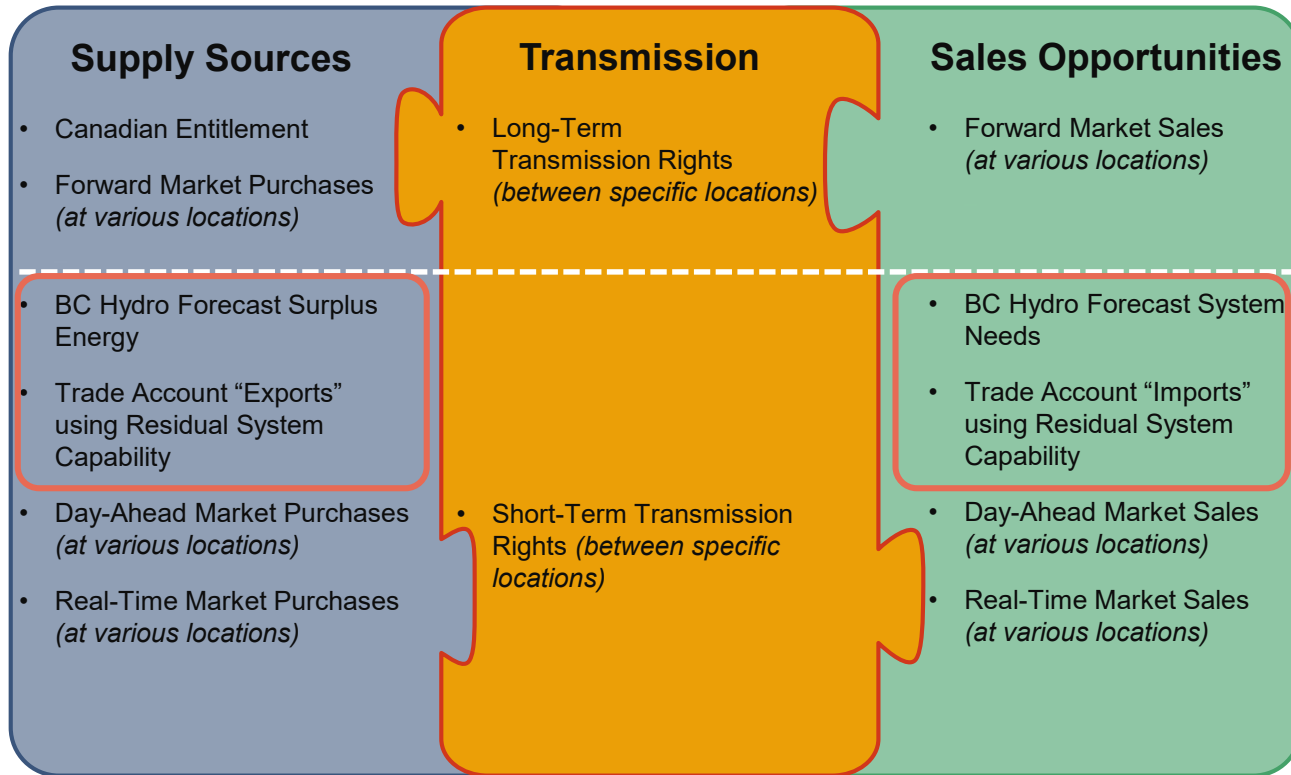 Supply Sources
• Canadian Entitlement
• Forward Market Purchases
(at various locations)
• BC Hydro Forecast Surplus
Energy
• Trade Account “Exports”
using Residual System
Capability
• Day-Ahead Market Purchases
(at various locations)
• Real-Time Market Purchases
(at various locations)
Transmission
• Long-Term
Transmission Rights
(between specific locations)
• Short-Term Transmission
Rights (between specific
locations)
Sales Opportunities
• Forward Market Sales
(at various locations)
• BC Hydro Forecast System
Needs
• Trade Account “Imports”
using Residual System
Capability
• Day-Ahead Market Sales
(at various locations)
• Real-Time Market Sales
(at various locations)